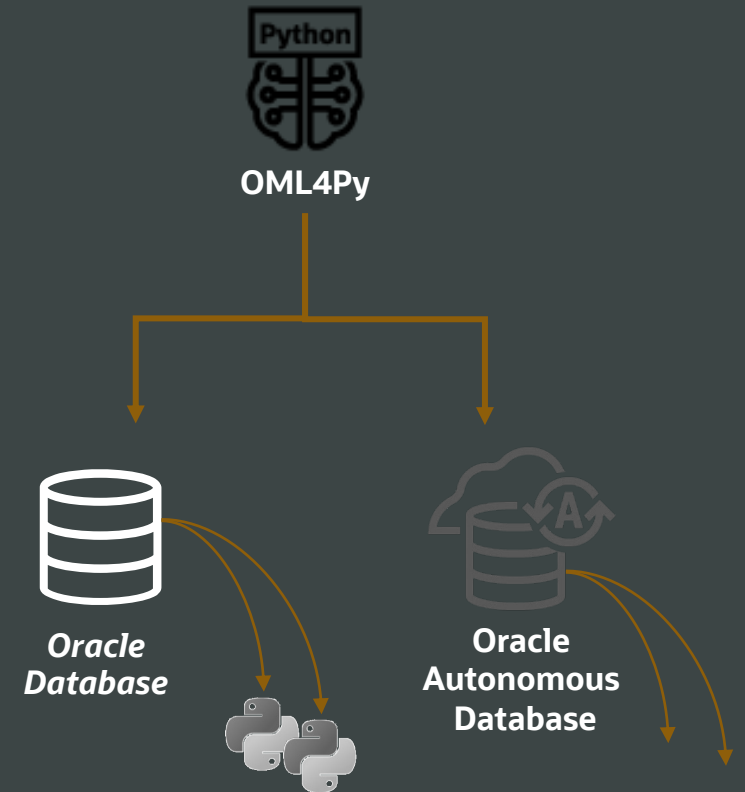 Python
OML4Py
Oracle
Database
A
Oracle
Autonomous
Database